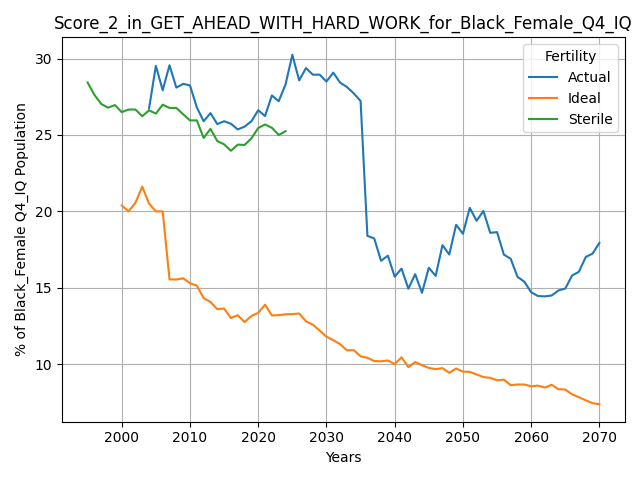 Score_2_in_GET_AHEAD_WITH_HARD_WORK_for_Black_Female_Q4_IQ
% of Black_Female Q4_IQ Population
30
25
20
15
10
Fertility
Actual
Ideal
Sterile
2000 2010 2020 2030 2040 2050 2060 2070
Years